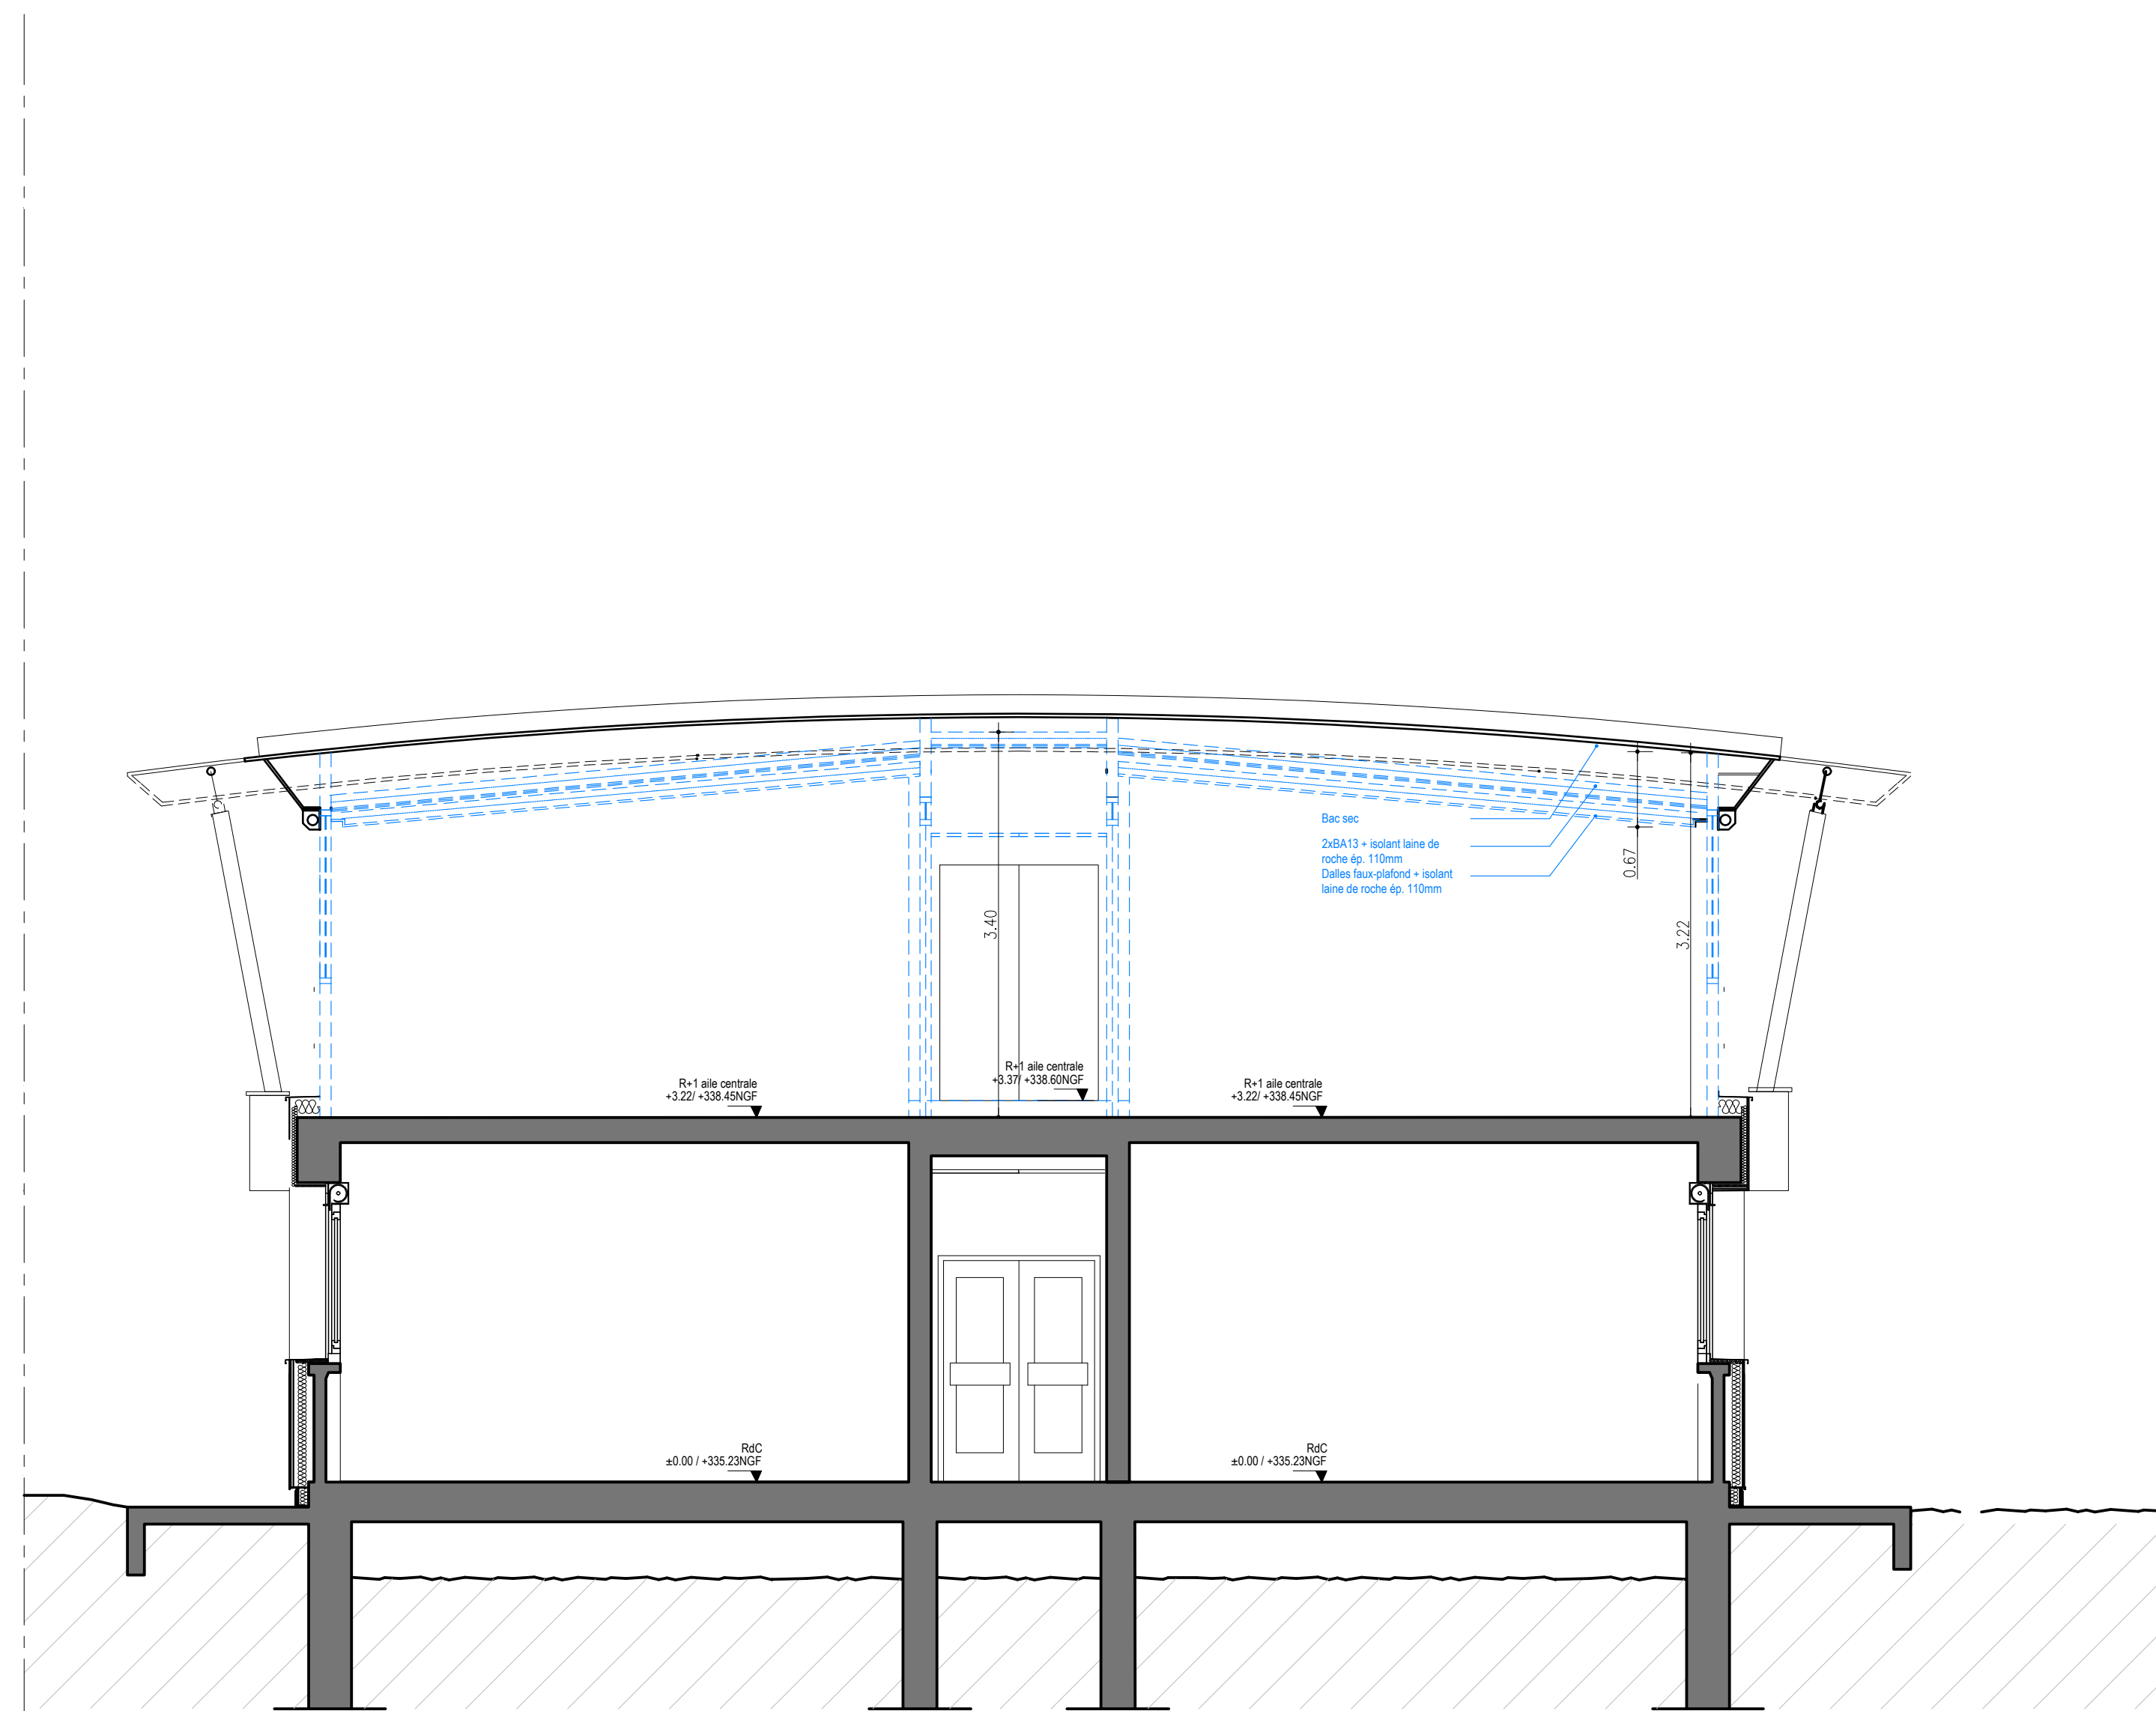 Bac sec
2xBA13 + isolant laine de
roche ép. 110mm
Dalles faux-plafond + isolant
laine de roche ép. 110mm
0.67
3.40
3.22
R+1 aile centrale
+3.22/ +338.45NGF
R+1 aile centrale
+3.37/ +338.60NGF
R+1 aile centrale
+3.22/ +338.45NGF
RdC
±0.00 / +335.23NGF
RdC
±0.00 / +335.23NGF